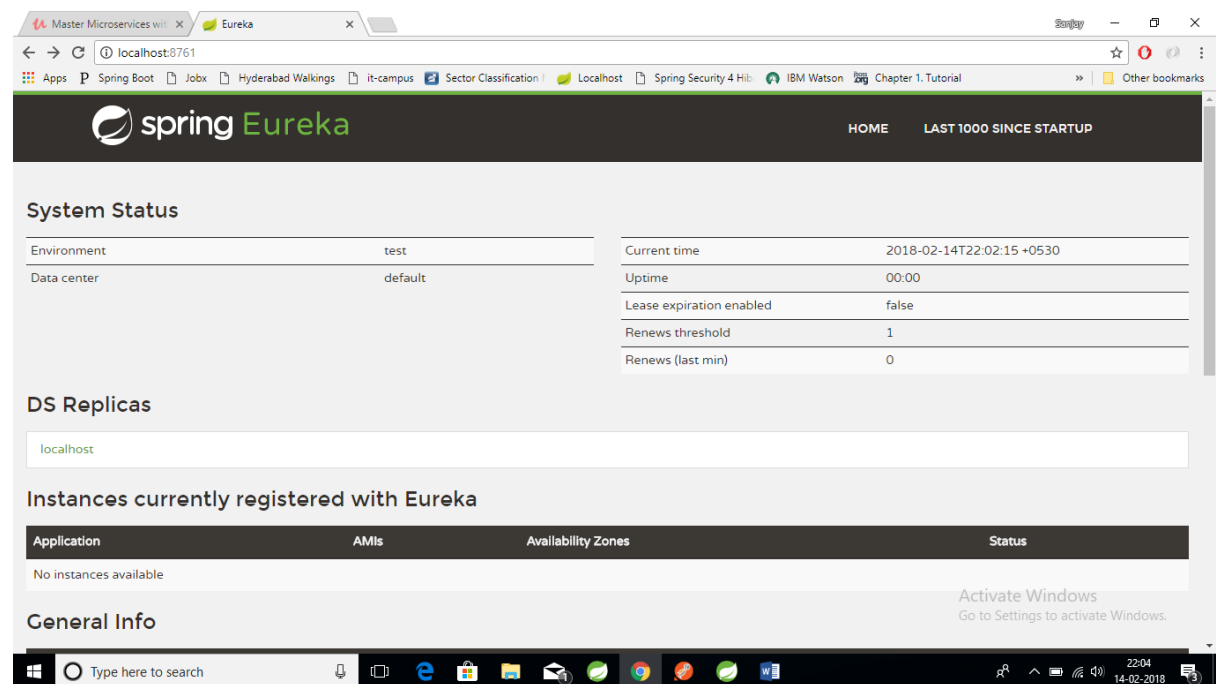 Master Microservices wit
Eureka
Sanjay
localhost:8761
Apps
Spring Boot
Jobx
Hyderabad Walkings
it-campus
Sector Classification
Localhost
Spring Security 4 Hib
IBM Watson
Chapter 1. Tutorial
»
Other bookmarks
spring Eureka
HOME
LAST 1000 SINCE STARTUP
System Status
Environment test
Data center default
Current time 2018-02-14T22:02:15 +0530
Uptime 00:00
Lease expiration enabled false
Renews threshold 1
Renews (last min) 0
DS Replicas
localhost
Instances currently registered with Eureka
Application AMIs Availability Zones Status
No instances available
General Info
Activate Windows
Go to Settings to activate Windows.
Type here to search
22:04
14-02-2018